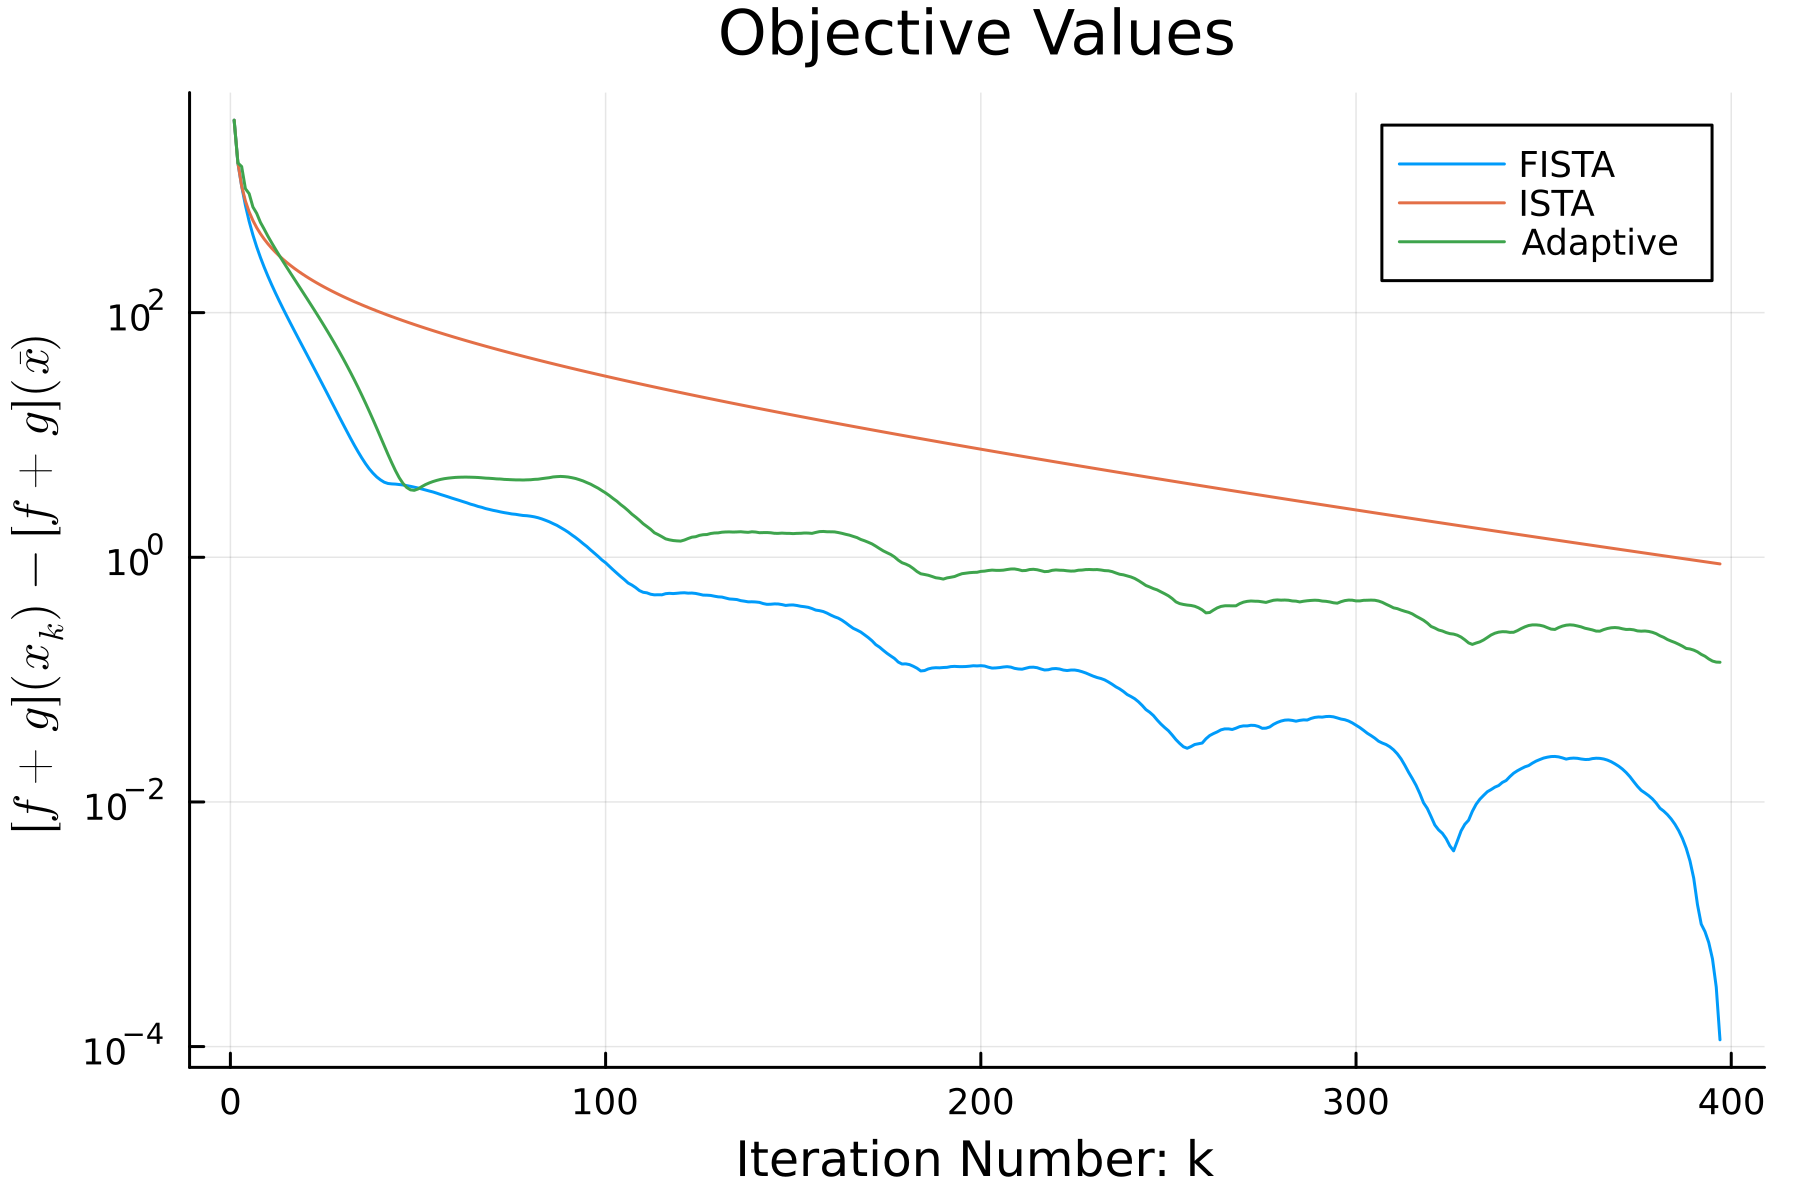 Objective Values
FISTA
ISTA
Adaptive
[f + g](x_k) − [f + g](x̄)
10^2
10^0
10^−4
10^−2
0 100 200 300 400
Iteration Number: k